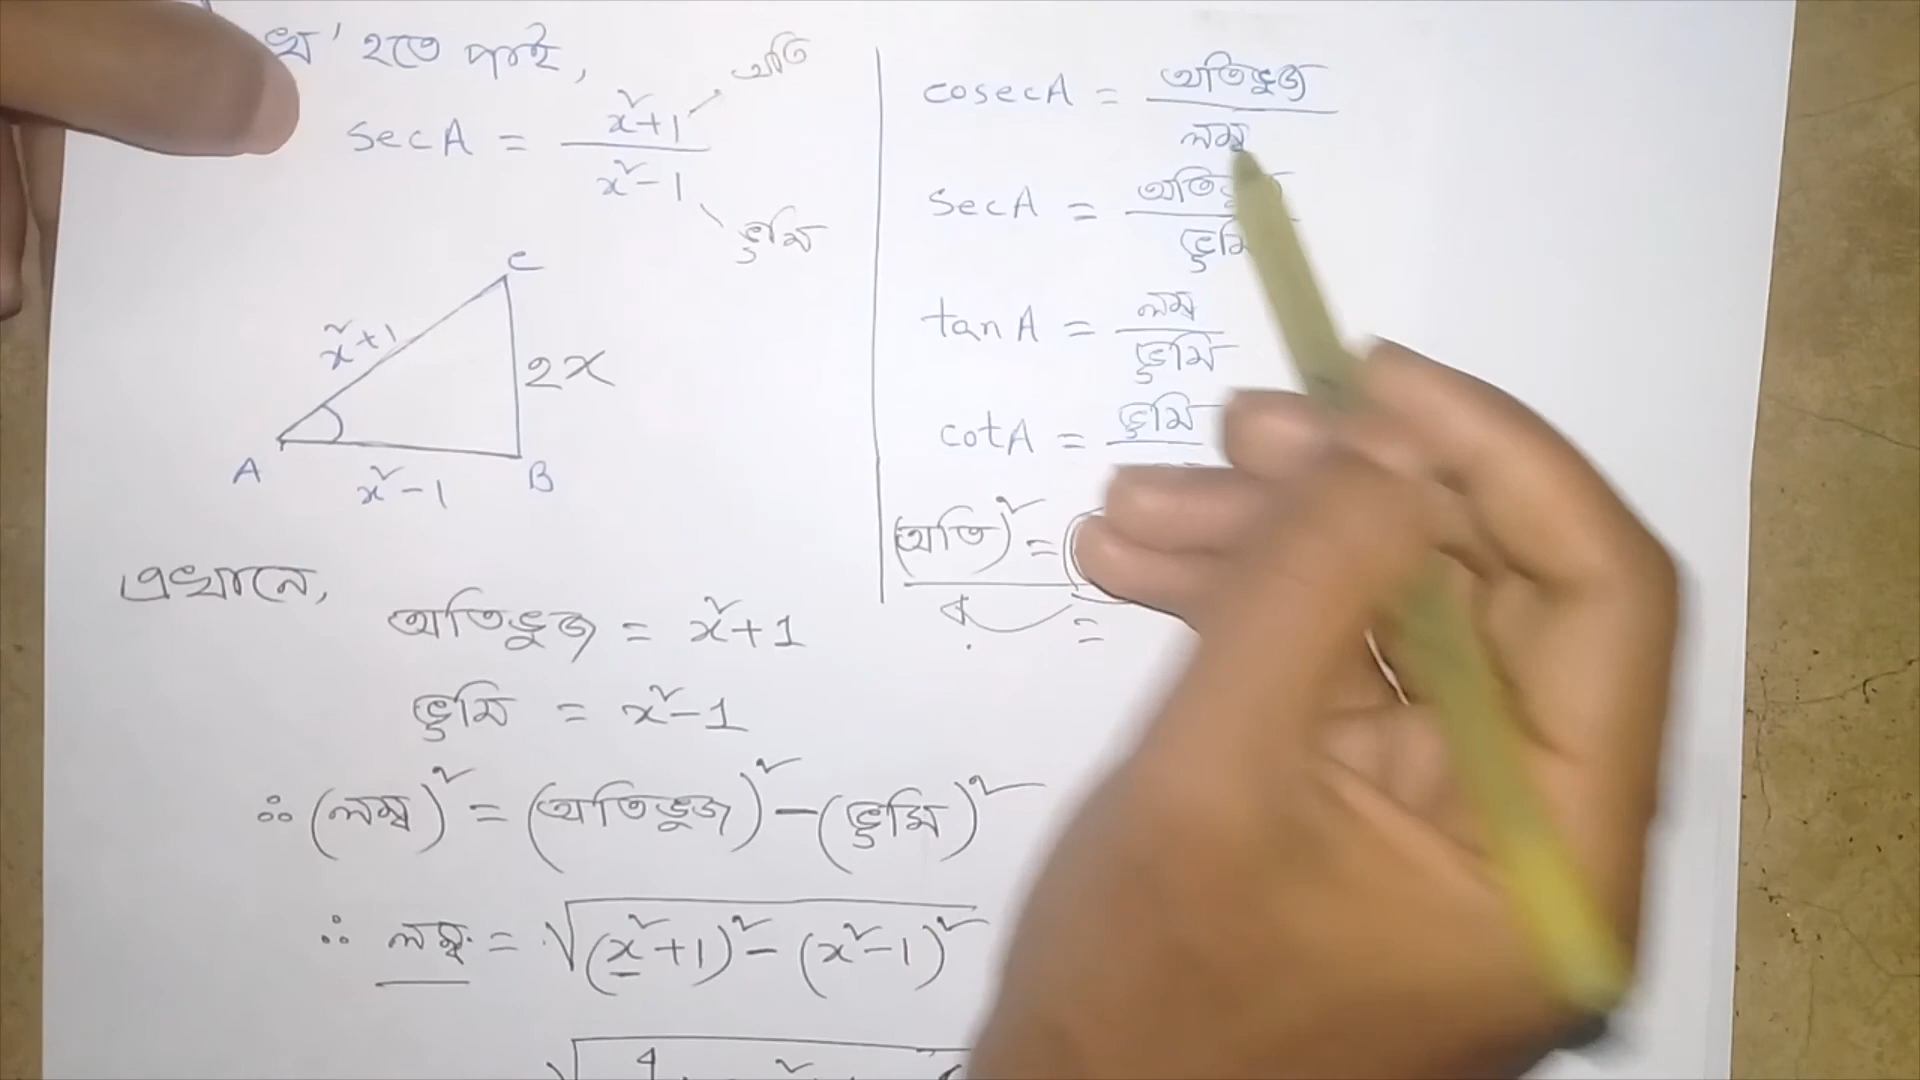 খ' হতে পাই,
secA = x²+1 / x²-1
অতি
ভূমি
C
x²+1
2x
A
x²-1
B
এখানে,
অতিভুজ = x²+1
ভূমি = x²-1
∴ (লম্ব)² = (অতিভুজ)² - (ভূমি)²
∴ লম্ব = √(x²+1)² - (x²-1)²
cosecA = অতিভুজ / লম্ব
secA = / ভূমি
tanA = লম্ব / ভূমি
cotA = ভূমি
(অতি)² =
=